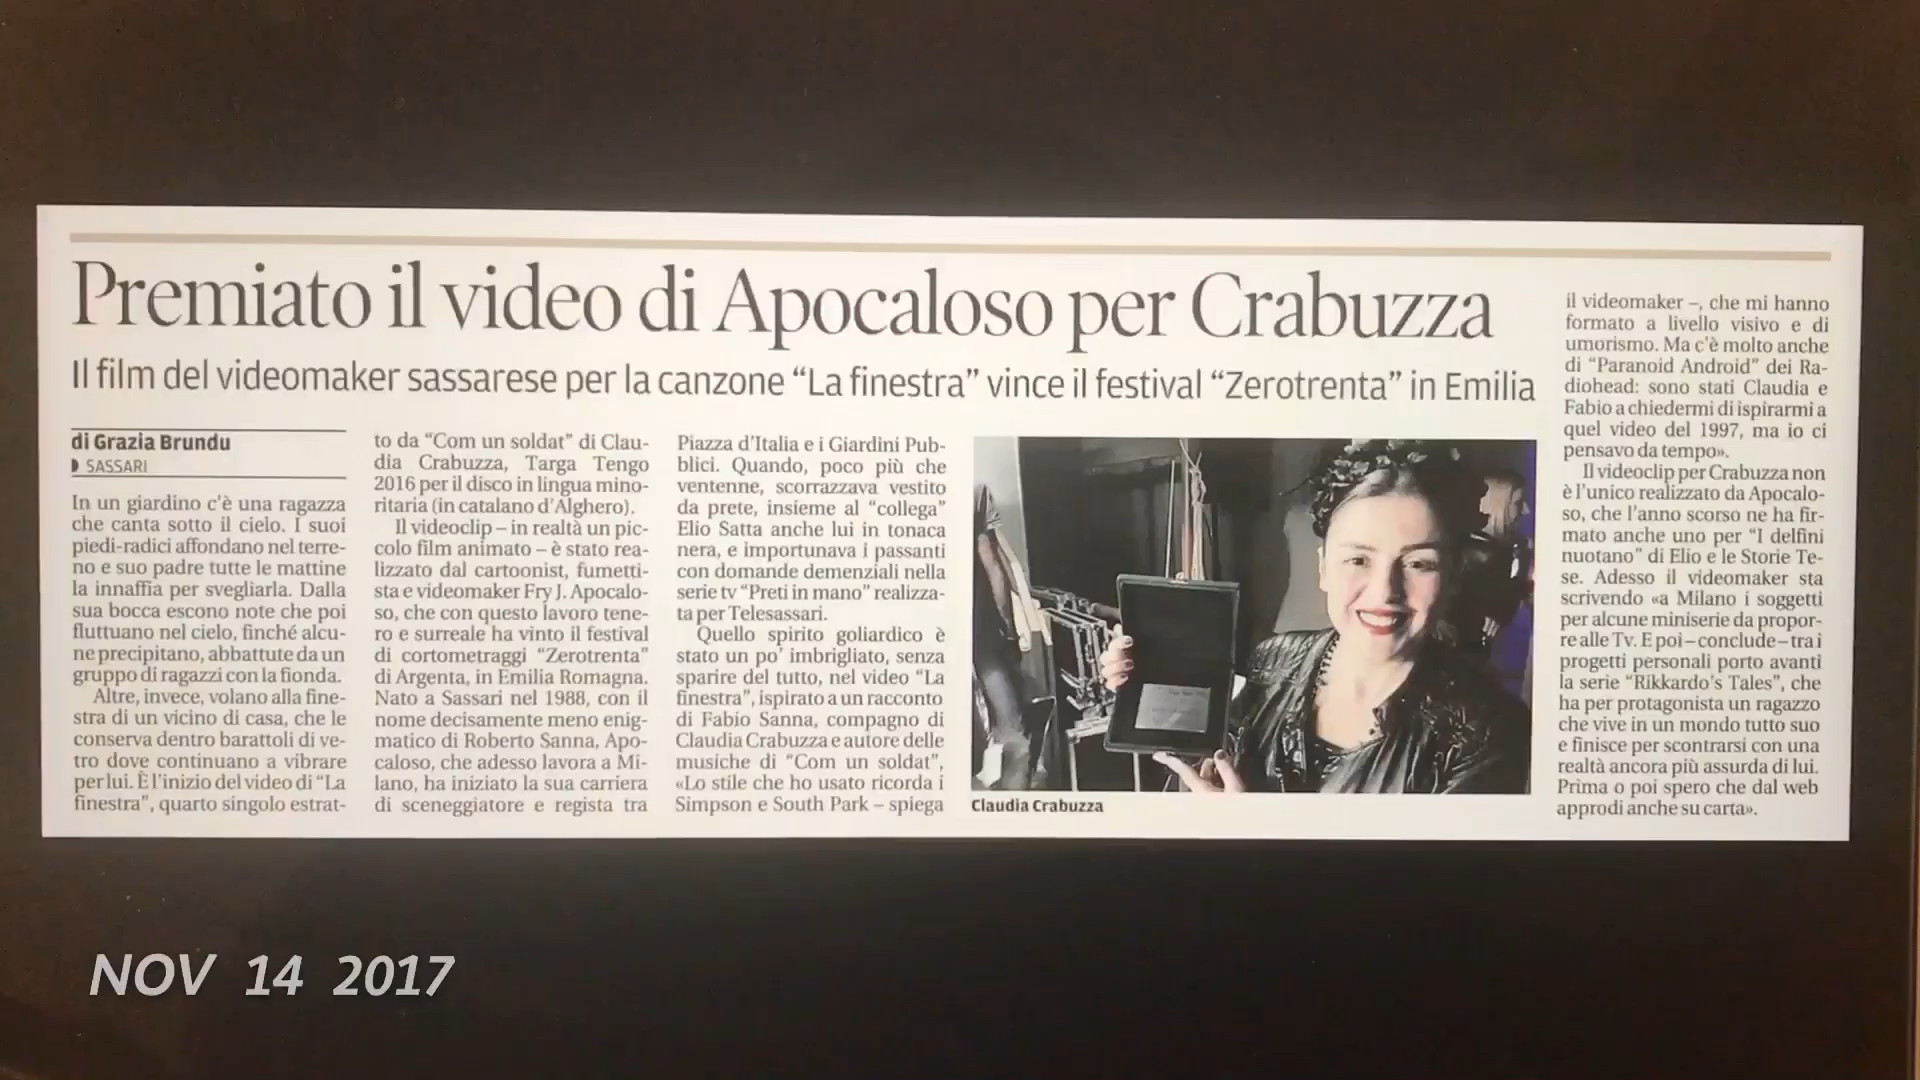 Premiato il video di Apocaloso per Crabuzza
Il film del videomaker sassarese per la canzone “La finestra” vince il festival “Zerotrenta” in Emilia
di Grazia Brundu
SASSARI
In un giardino c’è una ragazza
che canta sotto il cielo. I suoi
piedi-radici affondano nel terre-
no e suo padre tutte le mattine
la innaffia per svegliarla. Dalla
sua bocca escono note che poi
fluttuano nel cielo, finché alcu-
ne precipitano, abbattute da un
gruppo di ragazzi con la fionda.
Altre, invece, volano alla fine-
stra di un vicino di casa, che le
conserva dentro barattoli di ve-
tro dove continuano a vibrare
per lui. È l’inizio del video di “La
finestra”, quarto singolo estrat-
to da “Com un soldat” di Clau-
dia Crabuzza, Targa Tengo
2016 per il disco in lingua mino-
ritaria (in catalano d’Alghero).
Il videoclip – in realtà un pic-
colo film animato – è stato rea-
lizzato dal cartoonist, fumetti-
sta e videomaker Fry J. Apocalo-
so, che con questo lavoro tene-
ro e surreale ha vinto il festival
di cortometraggi “Zerotrenta”
di Argenta, in Emilia Romagna.
Nato a Sassari nel 1988, con il
nome decisamente meno enig-
matico di Roberto Sanna, Apo-
caloso, che adesso lavora a Mi-
lano, ha iniziato la sua carriera
di sceneggiatore e regista tra
Piazza d’Italia e i Giardini Pub-
blici. Quando, poco più che
ventenne, scorrazzava vestito
da prete, insieme al “collega”
Elio Satta anche lui in tonaca
nera, e importunava i passanti
con domande demenziali nella
serie tv “Preti in mano” realizza-
ta per Telesassari.
Quello spirito goliardico è
stato un po’ imbrigliato, senza
sparire del tutto, nel video “La
finestra”, ispirato a un racconto
di Fabio Sanna, compagno di
Claudia Crabuzza e autore delle
musiche di “Com un soldat”,
«Lo stile che ho usato ricorda i
Simpson e South Park – spiega
Claudia Crabuzza
il videomaker –, che mi hanno
formato a livello visivo e di
umorismo. Ma c’è molto anche
di “Paranoid Android” dei Ra-
diohead: sono stati Claudia e
Fabio a chiedermi di ispirarmi a
quel video del 1997, ma io ci
pensavo da tempo».
Il videoclip per Crabuzza non
è l’unico realizzato da Apocalo-
so, che l’anno scorso ne ha fir-
mato anche uno per “I delfini
nuotano” di Elio e le Storie Te-
se. Adesso il videomaker sta
scrivendo «a Milano i soggetti
per alcune miniserie da propor-
re alle Tv. E poi – conclude – tra i
progetti personali porto avanti
la serie “Rikkardo’s Tales”, che
ha per protagonista un ragazzo
che vive in un mondo tutto suo
e finisce per scontrarsi con una
realtà ancora più assurda di lui.
Prima o poi spero che dal web
approdi anche su carta».
NOV 14 2017